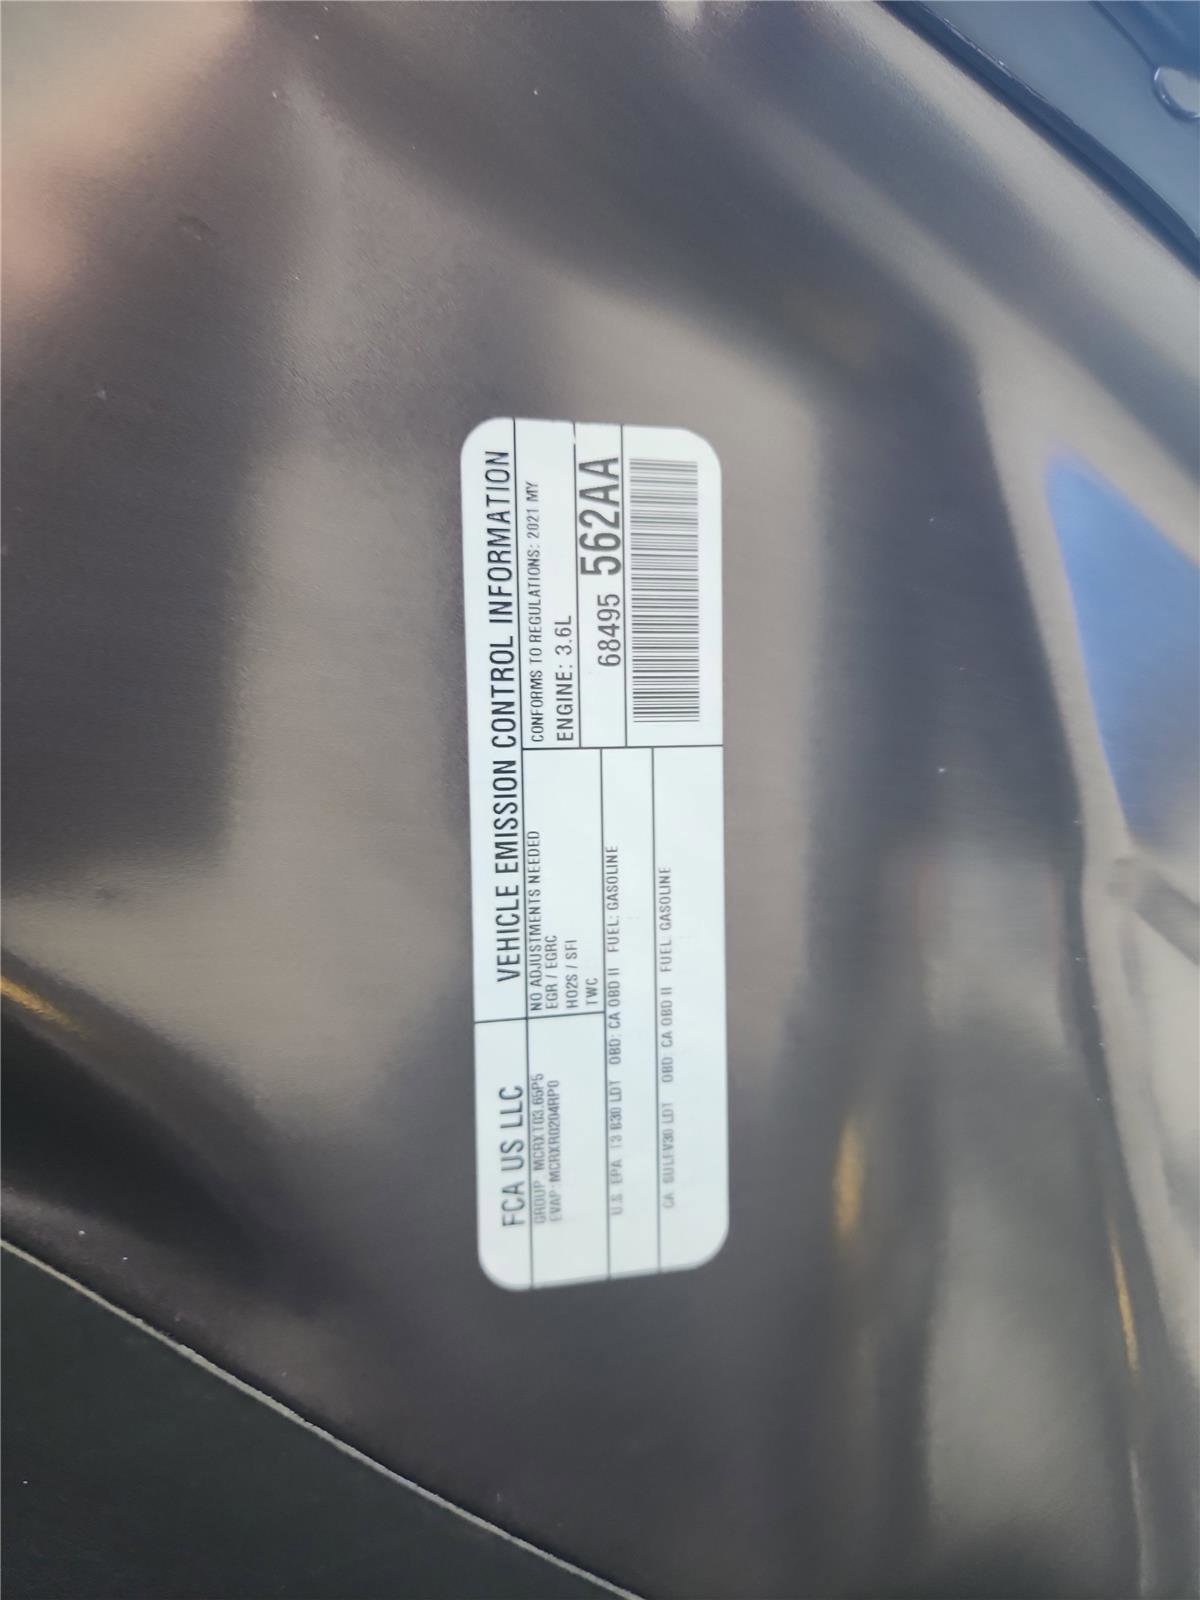 FCA US LLC
VEHICLE EMISSION CONTROL INFORMATION
GROUP: MCRXT03.65P5
EVAP: MCRXR0204RP0
NO ADJUSTMENTS NEEDED
EGR / EGRC
HO2S / SFI
TWC
CONFORMS TO REGULATIONS: 2021 MY
ENGINE: 3.6L
68495 562AA
U.S. EPA T3 B30 LDT OBD: CA OBD II FUEL: GASOLINE
CA SULEV30 LDT OBD CA OBD II FUEL GASOLINE